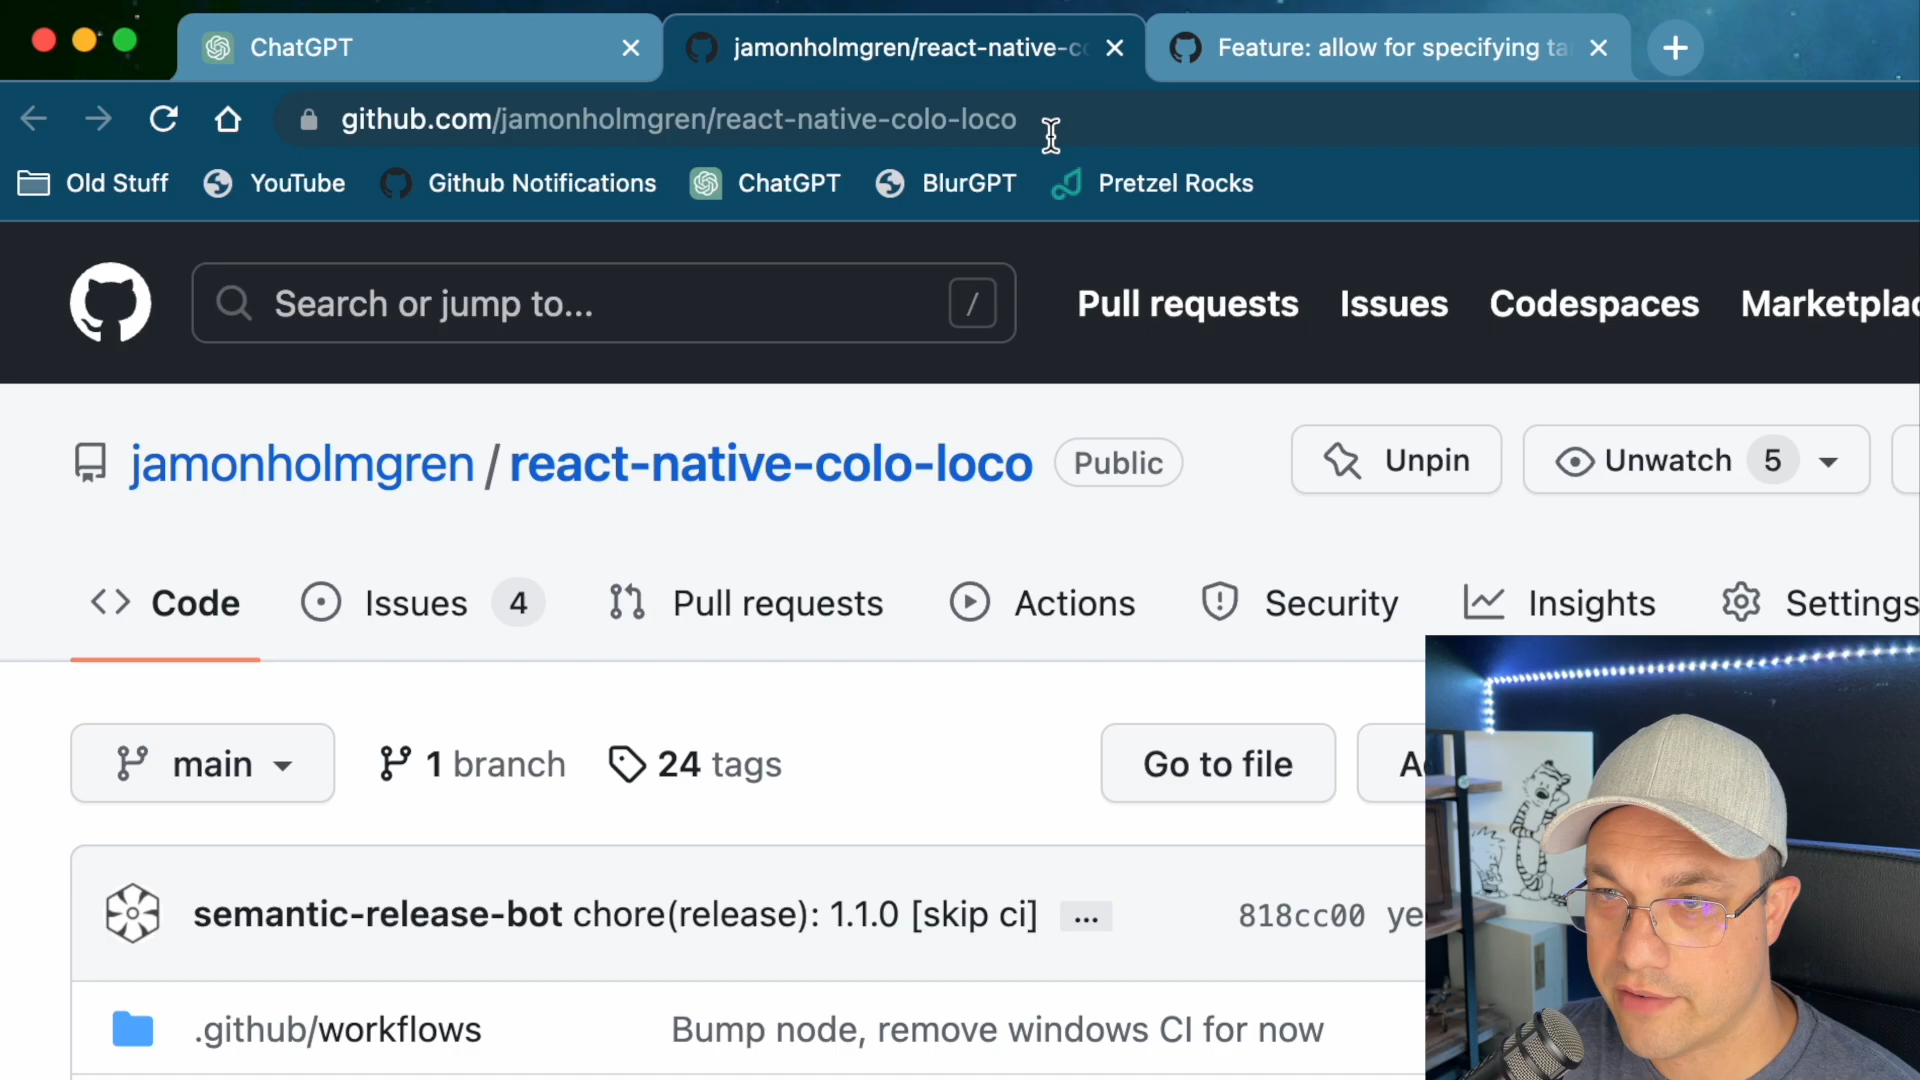 ChatGPT
jamonholmgren/react-native-c
Feature: allow for specifying ta
github.com/jamonholmgren/react-native-colo-loco
Old Stuff YouTube Github Notifications ChatGPT BlurGPT Pretzel Rocks
Search or jump to... / Pull requests Issues Codespaces Marketplac
jamonholmgren / react-native-colo-loco Public Unpin Unwatch 5
Code Issues 4 Pull requests Actions Security Insights Settings
main 1 branch 24 tags Go to file A
semantic-release-bot chore(release): 1.1.0 [skip ci] ... 818cc00 ye
.github/workflows Bump node, remove windows CI for now